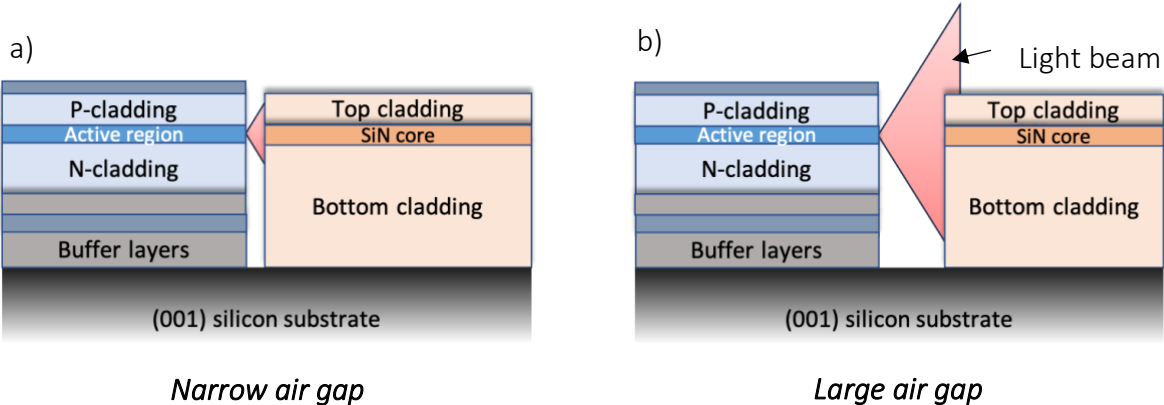 a)
P-cladding
Active region
N-cladding
Buffer layers
Top cladding
SiN core
Bottom cladding
(001) silicon substrate
Narrow air gap
b)
Light beam
P-cladding
Active region
N-cladding
Buffer layers
Top cladding
SiN core
Bottom cladding
(001) silicon substrate
Large air gap